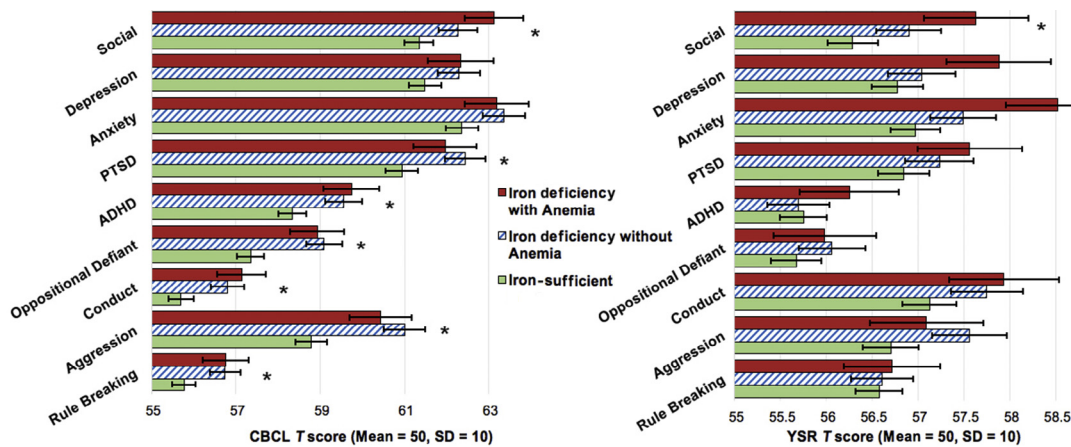 Social
*
Depression
Anxiety
PTSD
*
ADHD
*
Oppositional Defiant
*
Conduct
*
Aggression
*
Rule Breaking
*
55 57 59 61 63
CBCL T score (Mean = 50, SD = 10)
Iron deficiency
with Anemia
Iron deficiency without
Anemia
Iron-sufficient
Social
*
Depression
Anxiety
PTSD
ADHD
Oppositional Defiant
Conduct
Aggression
Rule Breaking
55 55.5 56 56.6 57 57.5 58 58.5
YSR T score (Mean = 50, SD = 10)